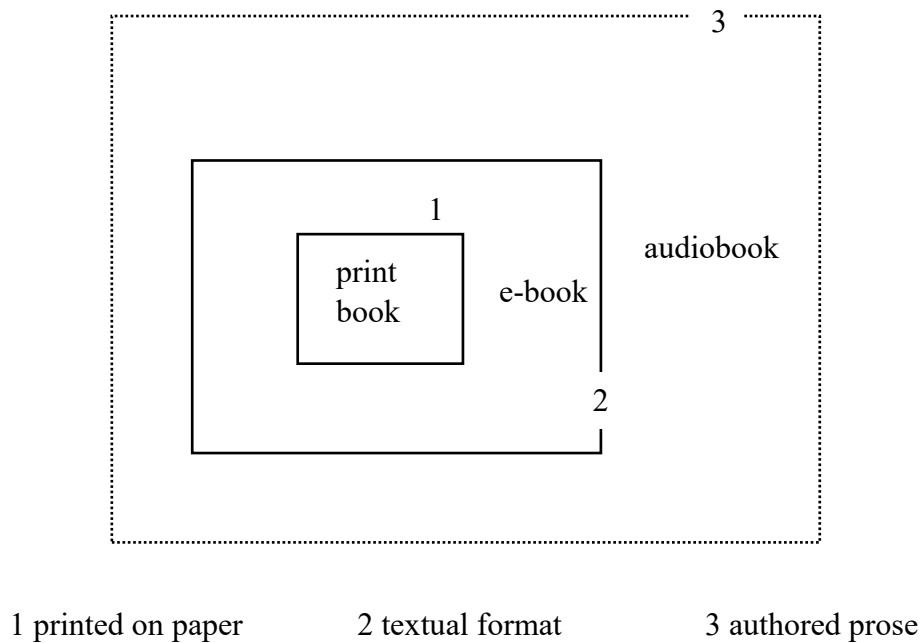 3
1
audiobook
print
book
e-book
2
1 printed on paper 2 textual format 3 authored prose